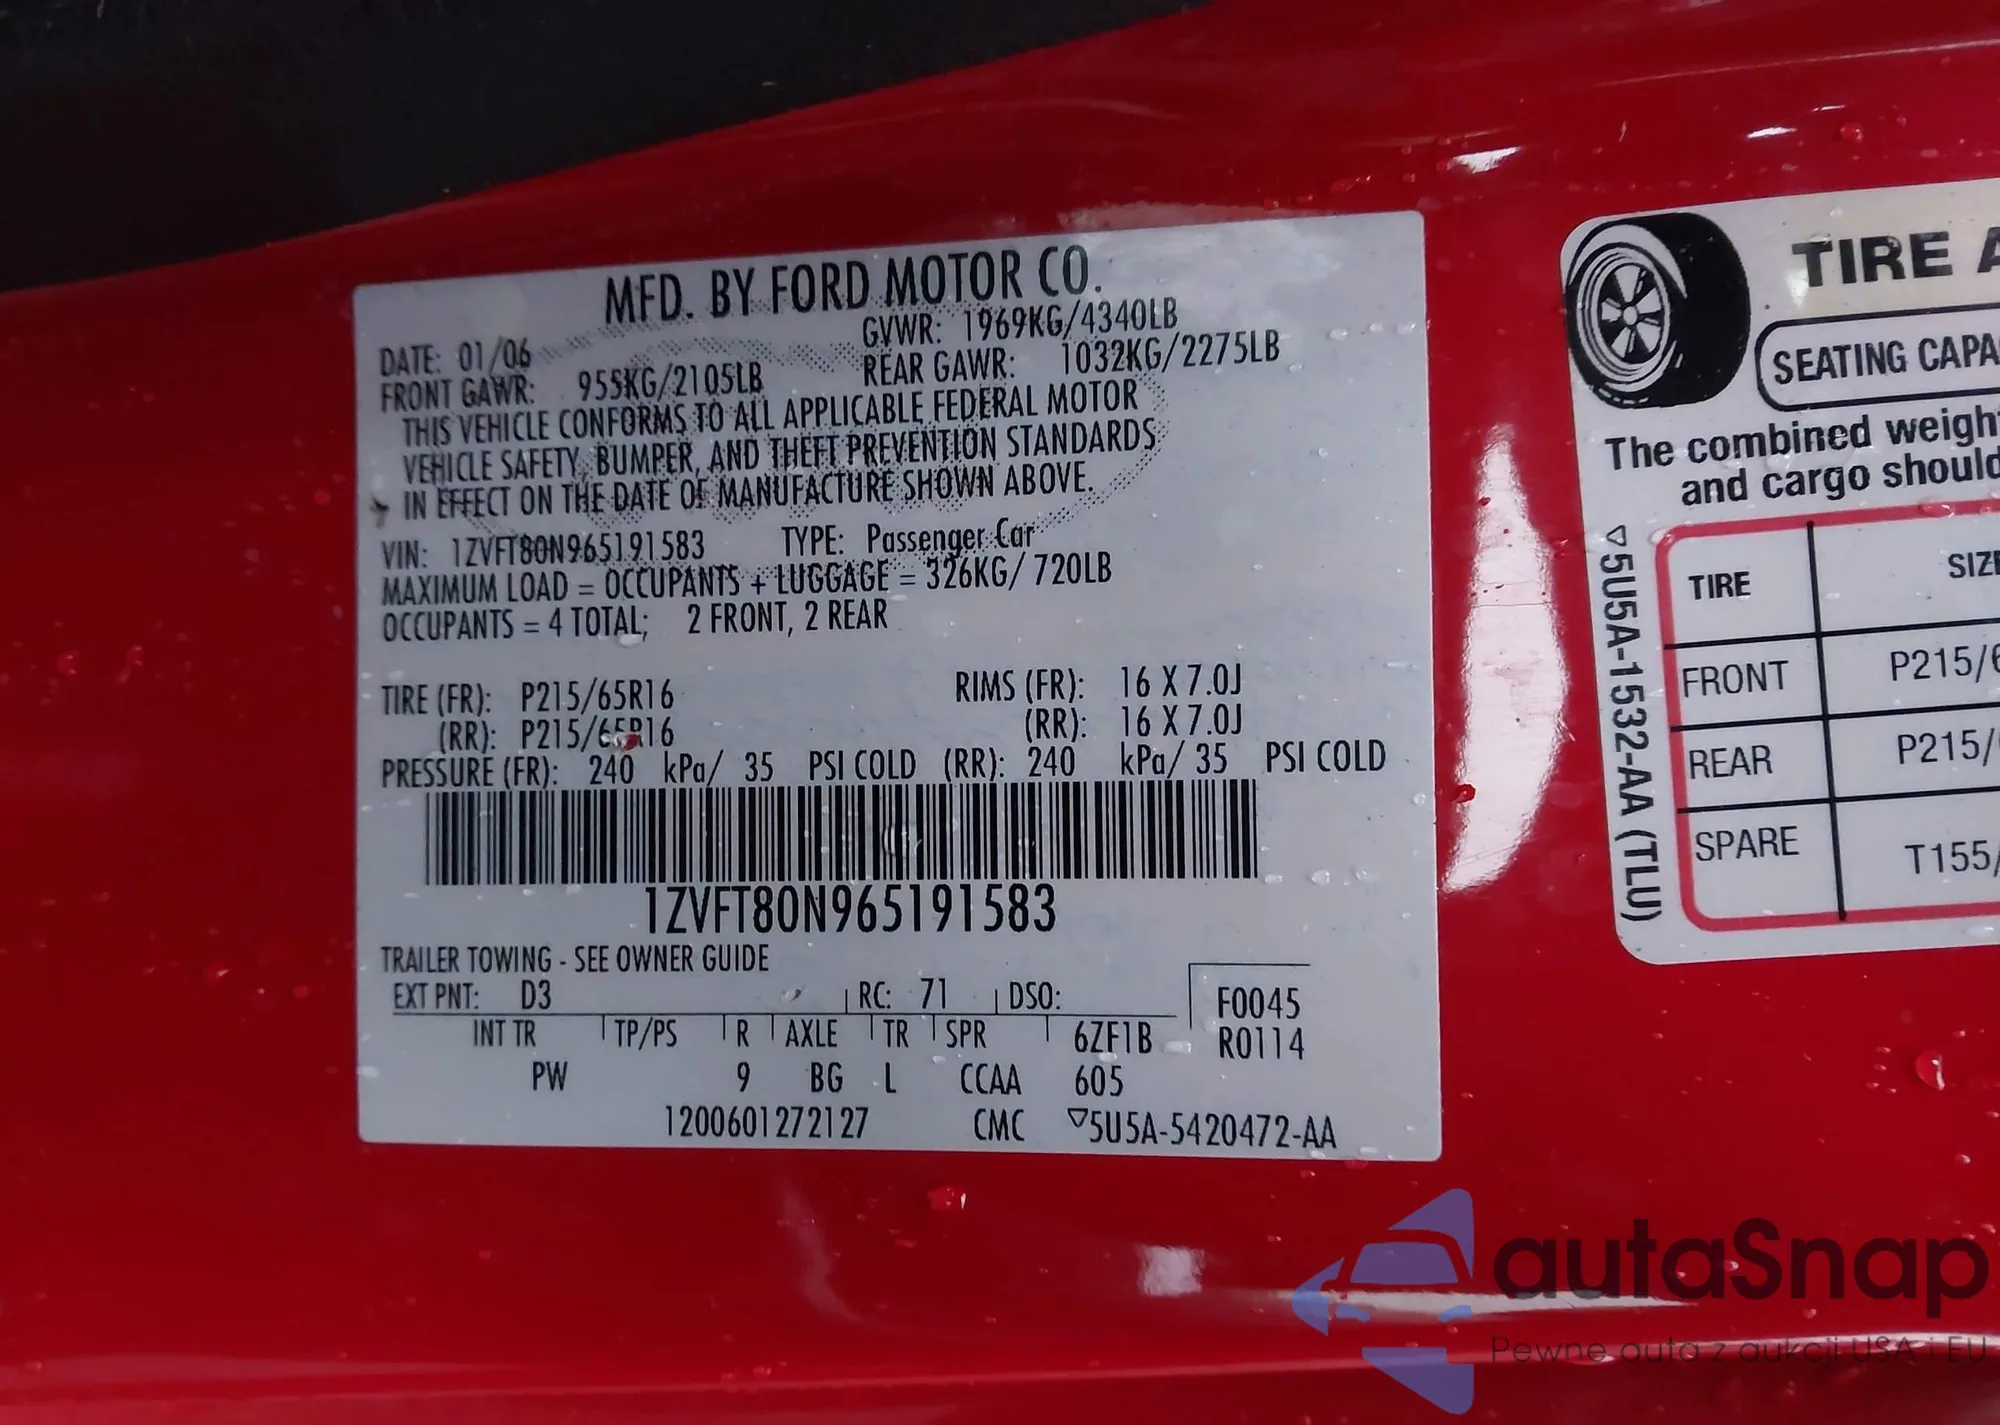 MFD. BY FORD MOTOR CO.
DATE: 01/06 GVWR: 1969KG/4340LB
FRONT GAWR: 955KG/2105LB REAR GAWR: 1032KG/2275LB
THIS VEHICLE CONFORMS TO ALL APPLICABLE FEDERAL MOTOR
VEHICLE SAFETY, BUMPER, AND THEFT PREVENTION STANDARDS
IN EFFECT ON THE DATE OF MANUFACTURE SHOWN ABOVE.
VIN: 1ZVFT80N965191583 TYPE: Passenger Car
MAXIMUM LOAD = OCCUPANTS + LUGGAGE = 326KG/ 720LB
OCCUPANTS = 4 TOTAL; 2 FRONT, 2 REAR
TIRE (FR): P215/65R16 RIMS (FR): 16 X 7.0J
(RR): P215/65R16 (RR): 16 X 7.0J
PRESSURE (FR): 240 kPa/ 35 PSI COLD (RR): 240 kPa/ 35 PSI COLD
1ZVFT80N965191583
TRAILER TOWING - SEE OWNER GUIDE
EXT PNT: D3 RC: 71 DSO: F0045
INT TR TP/PS R AXLE TR SPR 6ZF1B R0114
PW 9 BG L CCAA 605
1200601272127 CMC ▽5U5A-5420472-AA
TIRE A
SEATING CAPA
The combined weight
and cargo should
▽5U5A-1532-AA (TLU)
TIRE SIZE
FRONT P215/6
REAR P215/
SPARE T155/
autaSnap
Pewne auta z aukcji USA i EU